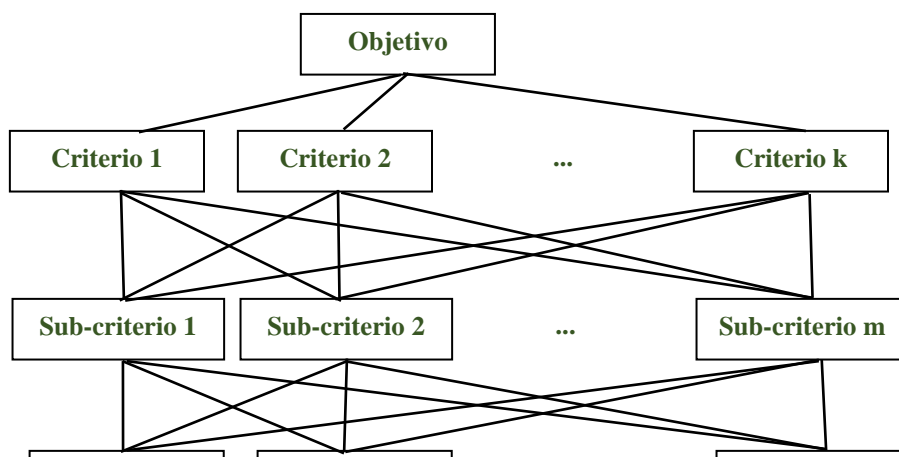 Objetivo
Criterio 1 Criterio 2 ... Criterio k
Sub-criterio 1 Sub-criterio 2 ... Sub-criterio m